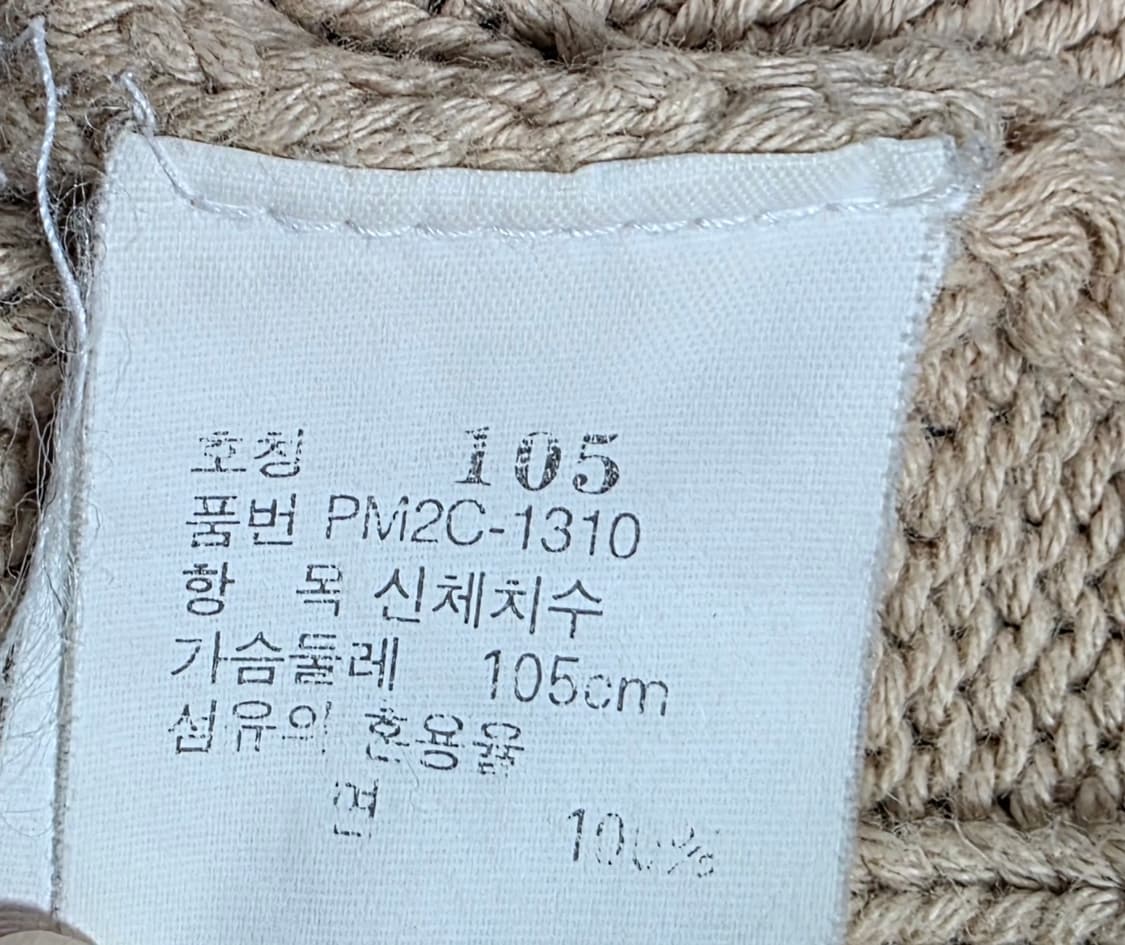 호칭 105
품번 PM2C-1310
항 목 신체치수
가슴둘레 105cm
섬유의 혼용율
면 100%